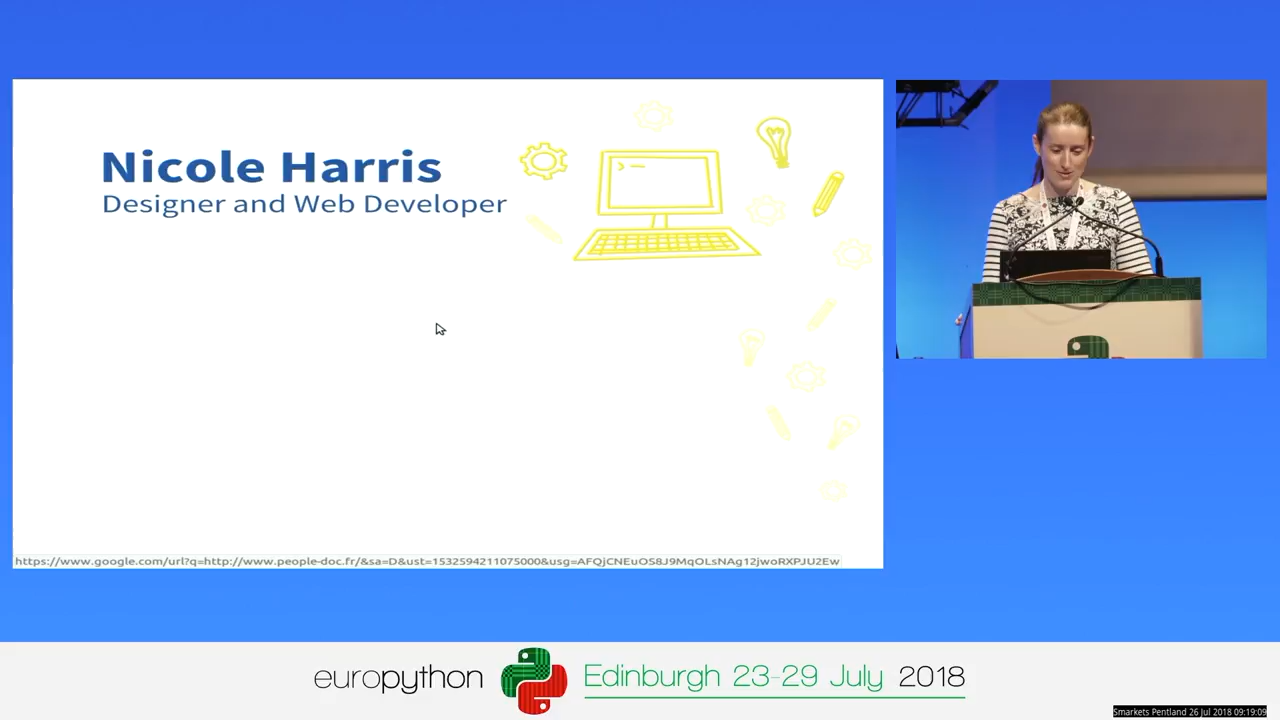 Nicole Harris
Designer and Web Developer
https://www.google.com/url?q=http://www.people-doc.fr/&sa=D&ust=1532594211075000&usg=AFQjCNEuOS8J9MqOLsNAg12jwoRXPJU2Ew
europython
Edinburgh 23-29 July 2018
Smarkets Pentland 26 Jul 2018 09:19:09